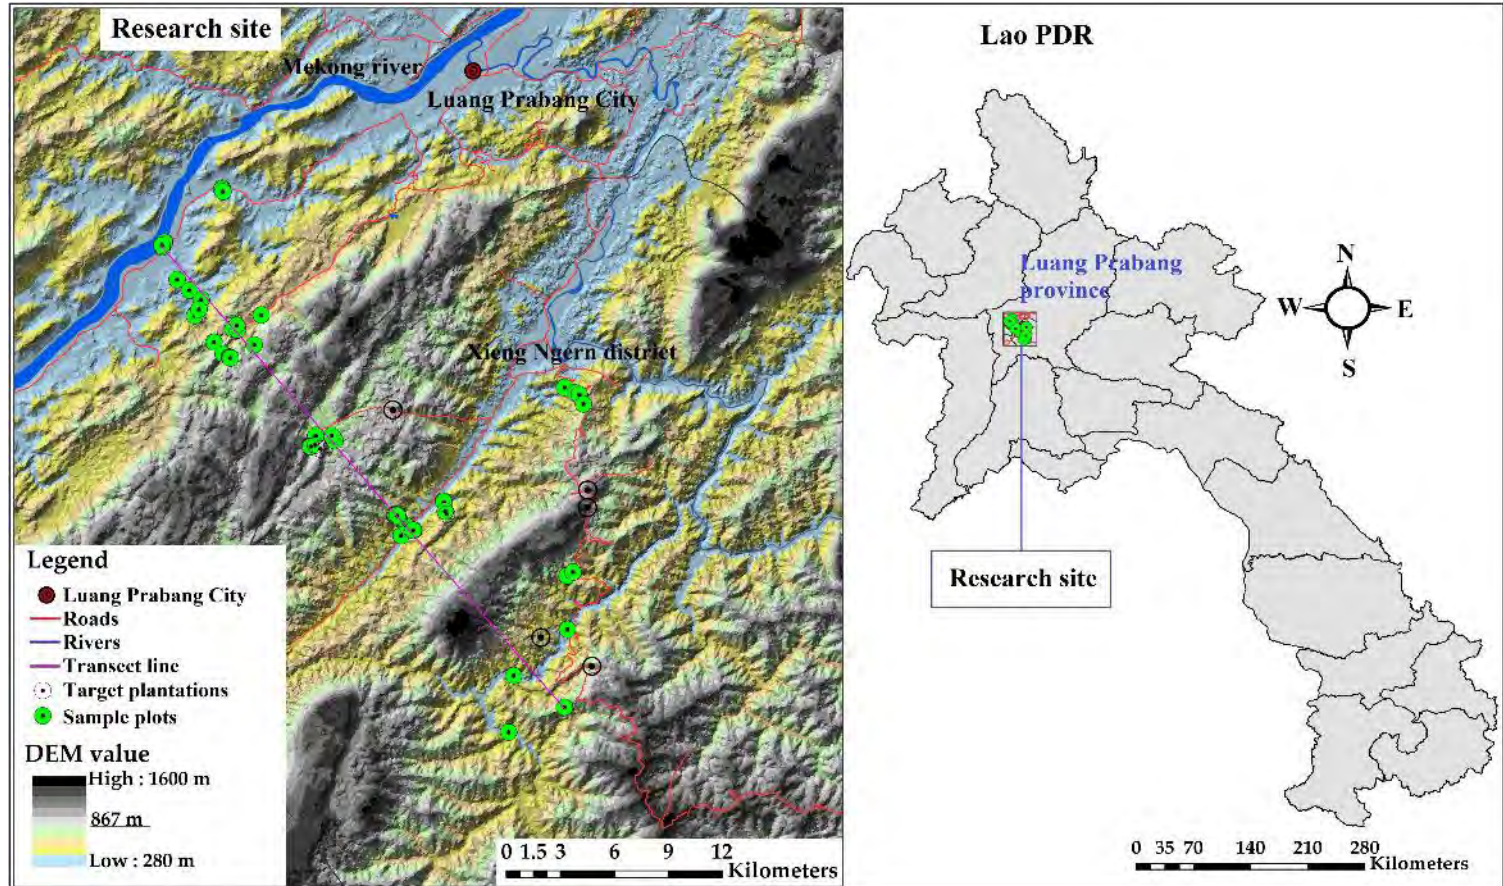 Research site
Mekong river
Luang Prabang City
Xieng Ngern district
Legend
Luang Prabang City
Roads
Rivers
Transect line
Target plantations
Sample plots
DEM value
High : 1600 m
867 m
Low : 280 m
0 1.5 3 6 9 12
Kilometers
Lao PDR
Luang Prabang
province
N
W E
S
Research site
0 35 70 140 210 280
Kilometers